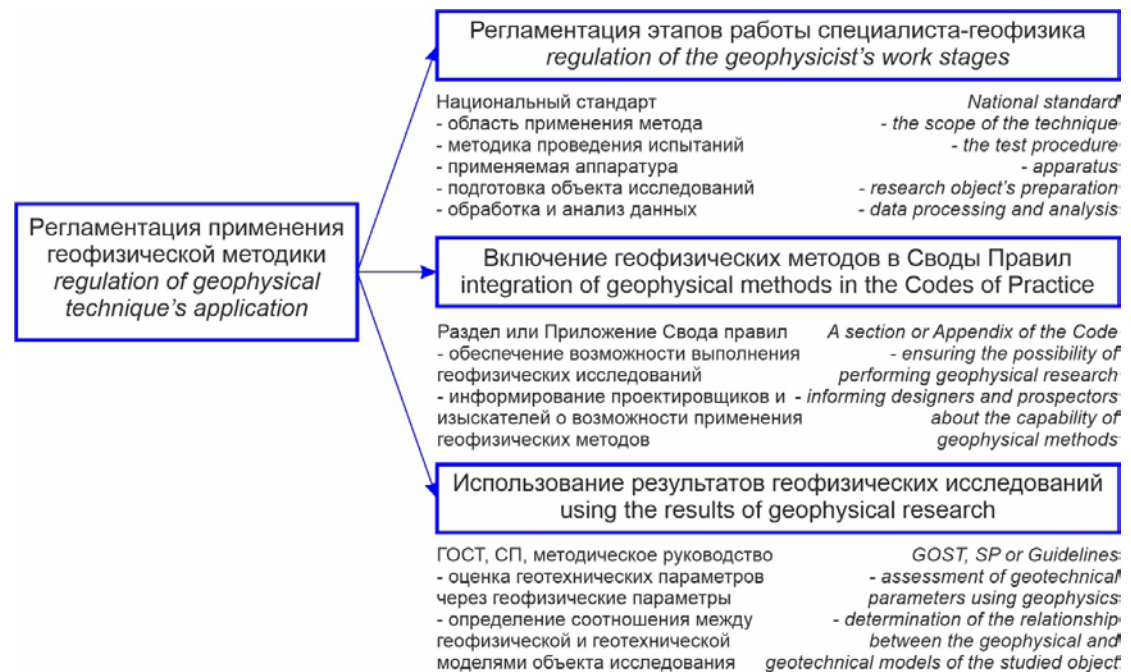 Регламентация применения
геофизической методики
regulation of geophysical
technique's application
Регламентация этапов работы специалиста-геофизика
regulation of the geophysicist's work stages
Национальный стандарт National standard
- область применения метода - the scope of the technique
- методика проведения испытаний - the test procedure
- применяемая аппаратура - apparatus
- подготовка объекта исследований - research object's preparation
- обработка и анализ данных - data processing and analysis
Включение геофизических методов в Своды Правил
integration of geophysical methods in the Codes of Practice
Раздел или Приложение Свода правил A section or Appendix of the Code
- обеспечение возможности выполнения - ensuring the possibility of
геофизических исследований performing geophysical research
- информирование проектировщиков и - informing designers and prospectors
изыскателей о возможности применения about the capability of
геофизических методов geophysical methods
Использование результатов геофизических исследований
using the results of geophysical research
ГОСТ, СП, методическое руководство GOST, SP or Guidelines
- оценка геотехнических параметров - assessment of geotechnical
через геофизические параметры parameters using geophysics
- определение соотношения между - determination of the relationship
геофизической и геотехнической between the geophysical and
моделями объекта исследования geotechnical models of the studied object